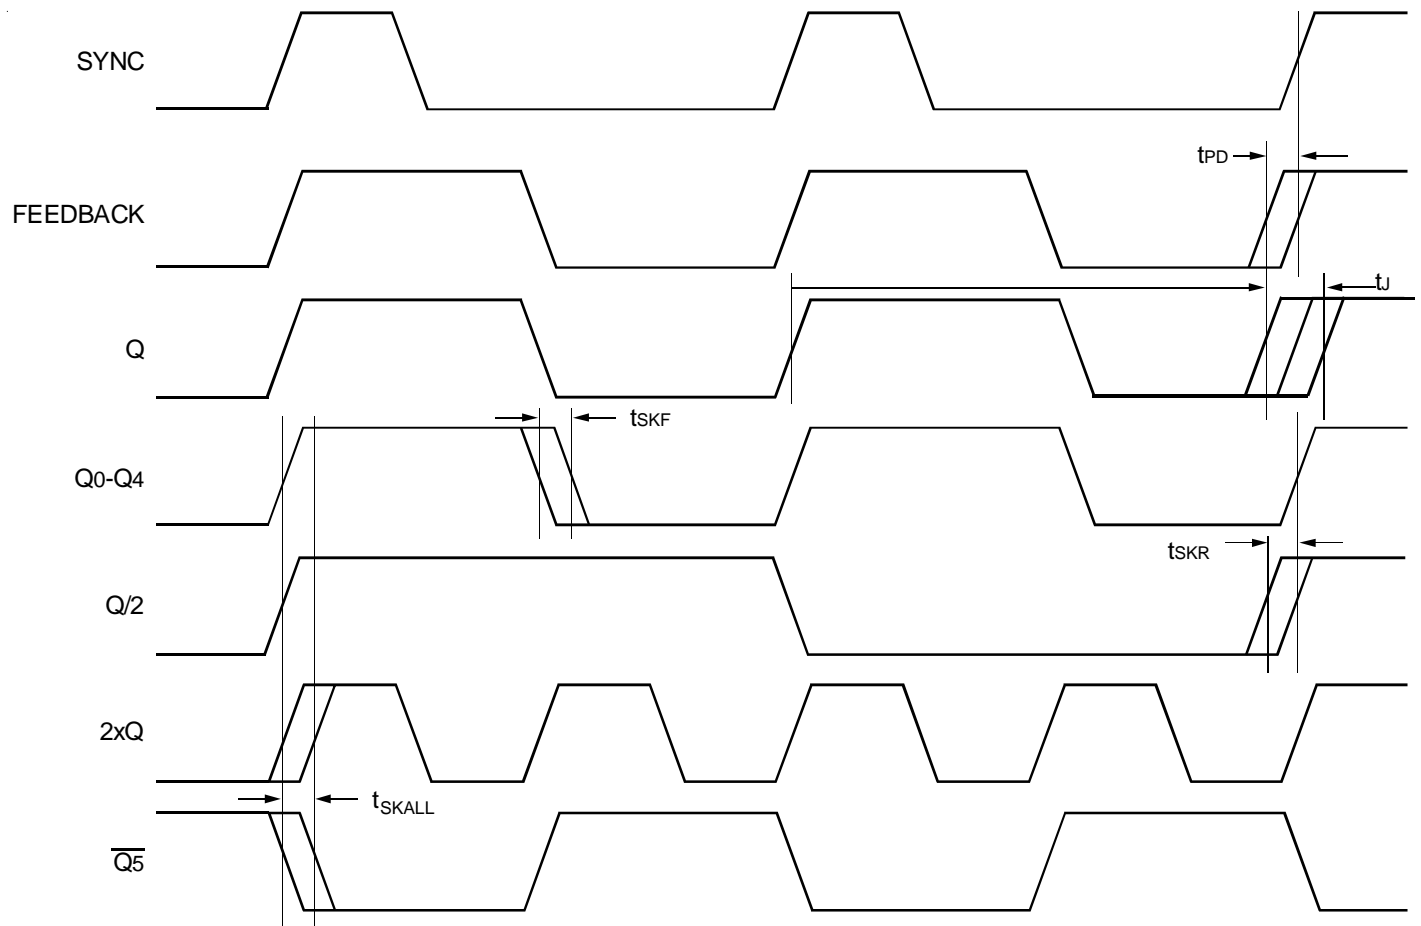 SYNC
tPD
FEEDBACK
tJ
Q
tSKF
Q0-Q4
tSKR
Q/2
2xQ
tSKALL
Q5